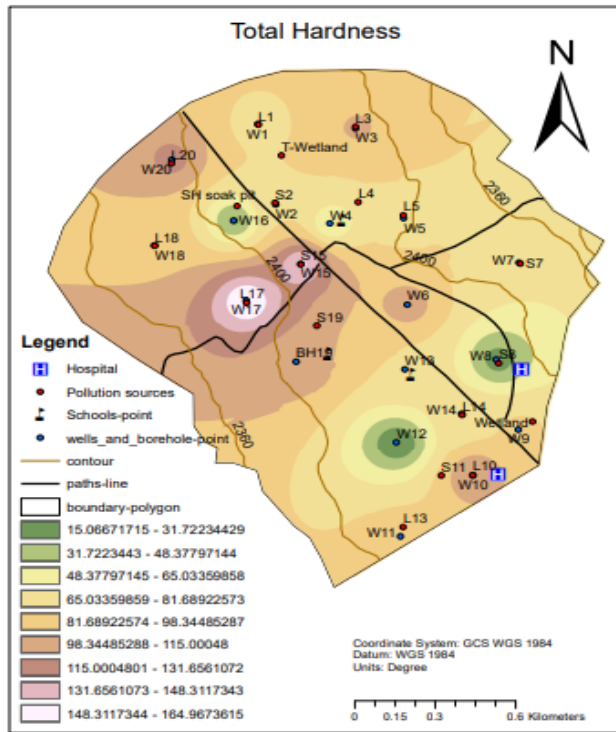 Total Hardness
N
L1
W1
L3
W3
T-Wetland
L20
W20
2360
SH soak pit
S2
W2
L4
W16
W4
L5
W5
L18
W18
2400
S15
W15
2400
W7
S7
L17
W17
W6
S19
BH19
W13
W8
S8
2360
W14
L14
Wetland
W9
W12
S11
L10
W10
L13
W11
Legend
Hospital
Pollution sources
Schools-point
wells_and_borehole-point
contour
paths-line
boundary-polygon
15.06671715 - 31.72234429
31.7223443 - 48.37797144
48.37797145 - 65.03359858
65.03359859 - 81.68922573
81.68922574 - 98.34485287
98.34485288 - 115.00048
115.0004801 - 131.6561072
131.6561073 - 148.3117343
148.3117344 - 164.9673615
Coordinate System: GCS WGS 1984
Datum: WGS 1984
Units: Degree
0 0.15 0.3 0.6 Kilometers